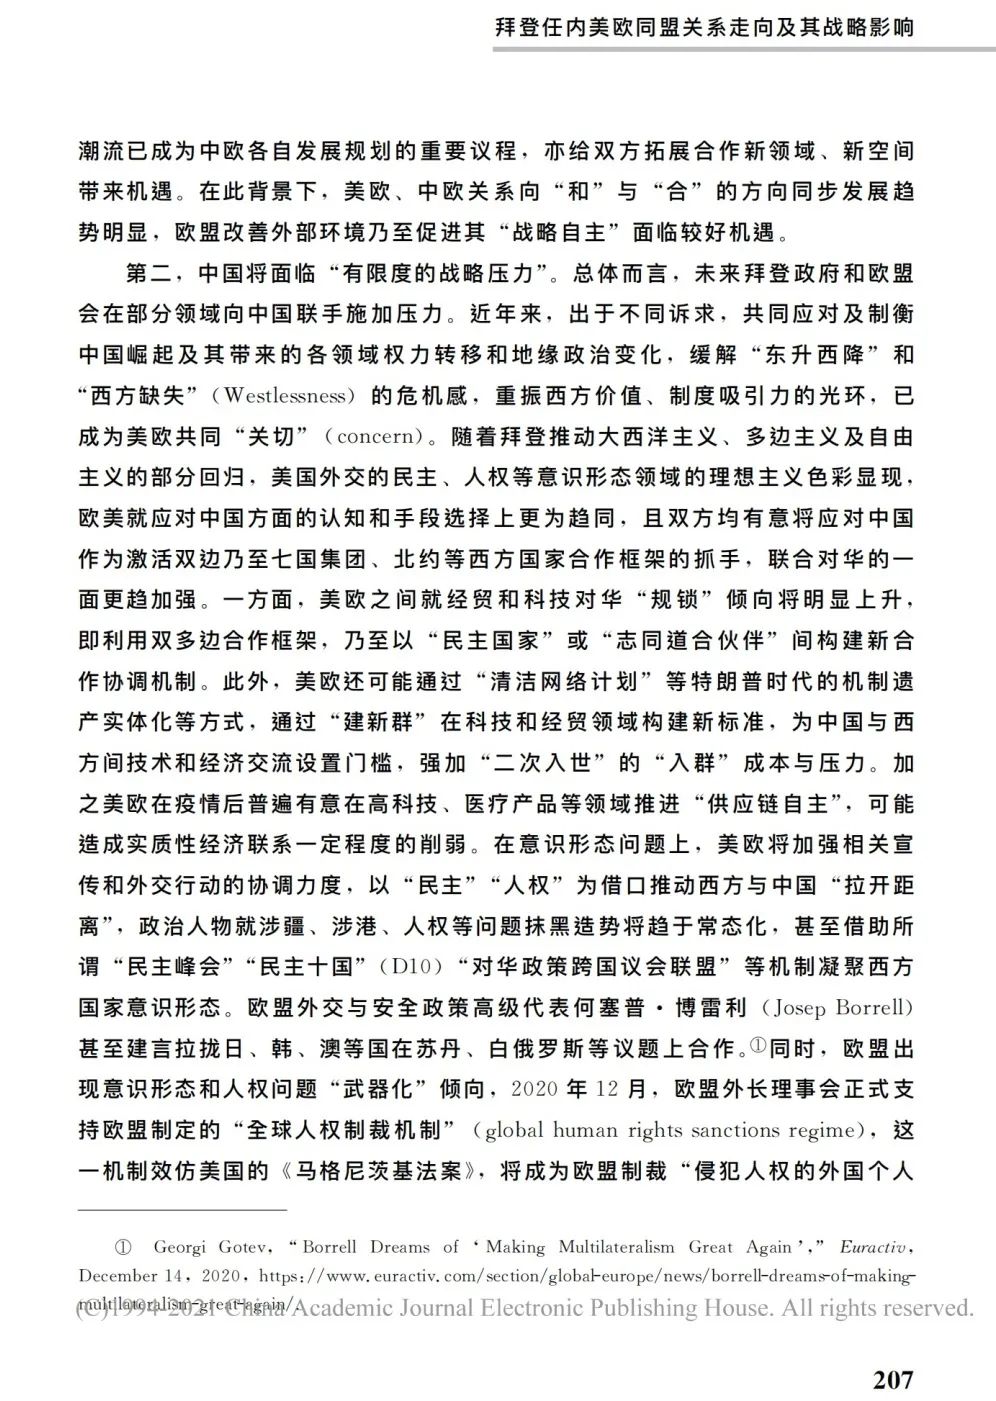 拜登任内美欧同盟关系走向及其战略影响
潮流已成为中欧各自发展规划的重要议程，亦给双方拓展合作新领域、新空间
带来机遇。在此背景下，美欧、中欧关系向“和”与“合”的方向同步发展趋
势明显，欧盟改善外部环境乃至促进其“战略自主”面临较好机遇。
第二，中国将面临“有限度的战略压力”。总体而言，未来拜登政府和欧盟
会在部分领域向中国联手施加压力。近年来，出于不同诉求，共同应对及制衡
中国崛起及其带来的各领域权力转移和地缘政治变化，缓解“东升西降”和
“西方缺失”（Westlessness）的危机感，重振西方价值、制度吸引力的光环，已
成为美欧共同“关切”（concern）。随着拜登推动大西洋主义、多边主义及自由
主义的部分回归，美国外交的民主、人权等意识形态领域的理想主义色彩显现，
欧美就应对中国方面的认知和手段选择上更为趋同，且双方均有意将应对中国
作为激活双边乃至七国集团、北约等西方国家合作框架的抓手，联合对华的一
面更趋加强。一方面，美欧之间就经贸和科技对华“规锁”倾向将明显上升，
即利用双多边合作框架，乃至以“民主国家”或“志同道合伙伴”间构建新合
作协调机制。此外，美欧还可能通过“清洁网络计划”等特朗普时代的机制遗
产实体化等方式，通过“建新群”在科技和经贸领域构建新标准，为中国与西
方间技术和经济交流设置门槛，强加“二次入世”的“入群”成本与压力。加
之美欧在疫情后普遍有意在高科技、医疗产品等领域推进“供应链自主”，可能
造成实质性经济联系一定程度的削弱。在意识形态问题上，美欧将加强相关宣
传和外交行动的协调力度，以“民主”“人权”为借口推动西方与中国“拉开距
离”，政治人物就涉疆、涉港、人权等问题抹黑造势将趋于常态化，甚至借助所
谓“民主峰会”“民主十国”（D10）“对华政策跨国议会联盟”等机制凝聚西方
国家意识形态。欧盟外交与安全政策高级代表何塞普·博雷利（Josep Borrell）
甚至建言拉拢日、韩、澳等国在苏丹、白俄罗斯等议题上合作。①同时，欧盟出
现意识形态和人权问题“武器化”倾向，2020 年 12 月，欧盟外长理事会正式支
持欧盟制定的“全球人权制裁机制”（global human rights sanctions regime），这
一机制效仿美国的《马格尼茨基法案》，将成为欧盟制裁“侵犯人权的外国个人
① Georgi Gotev, “Borrell Dreams of ‘Making Multilateralism Great Again’,” Euractiv,
December 14, 2020, https://www.euractiv.com/section/global-europe/news/borrell-dreams-of-making-
multilateralism-great-again/.
(C)1994-2021 China Academic Journal Electronic Publishing House. All rights reserved.
207